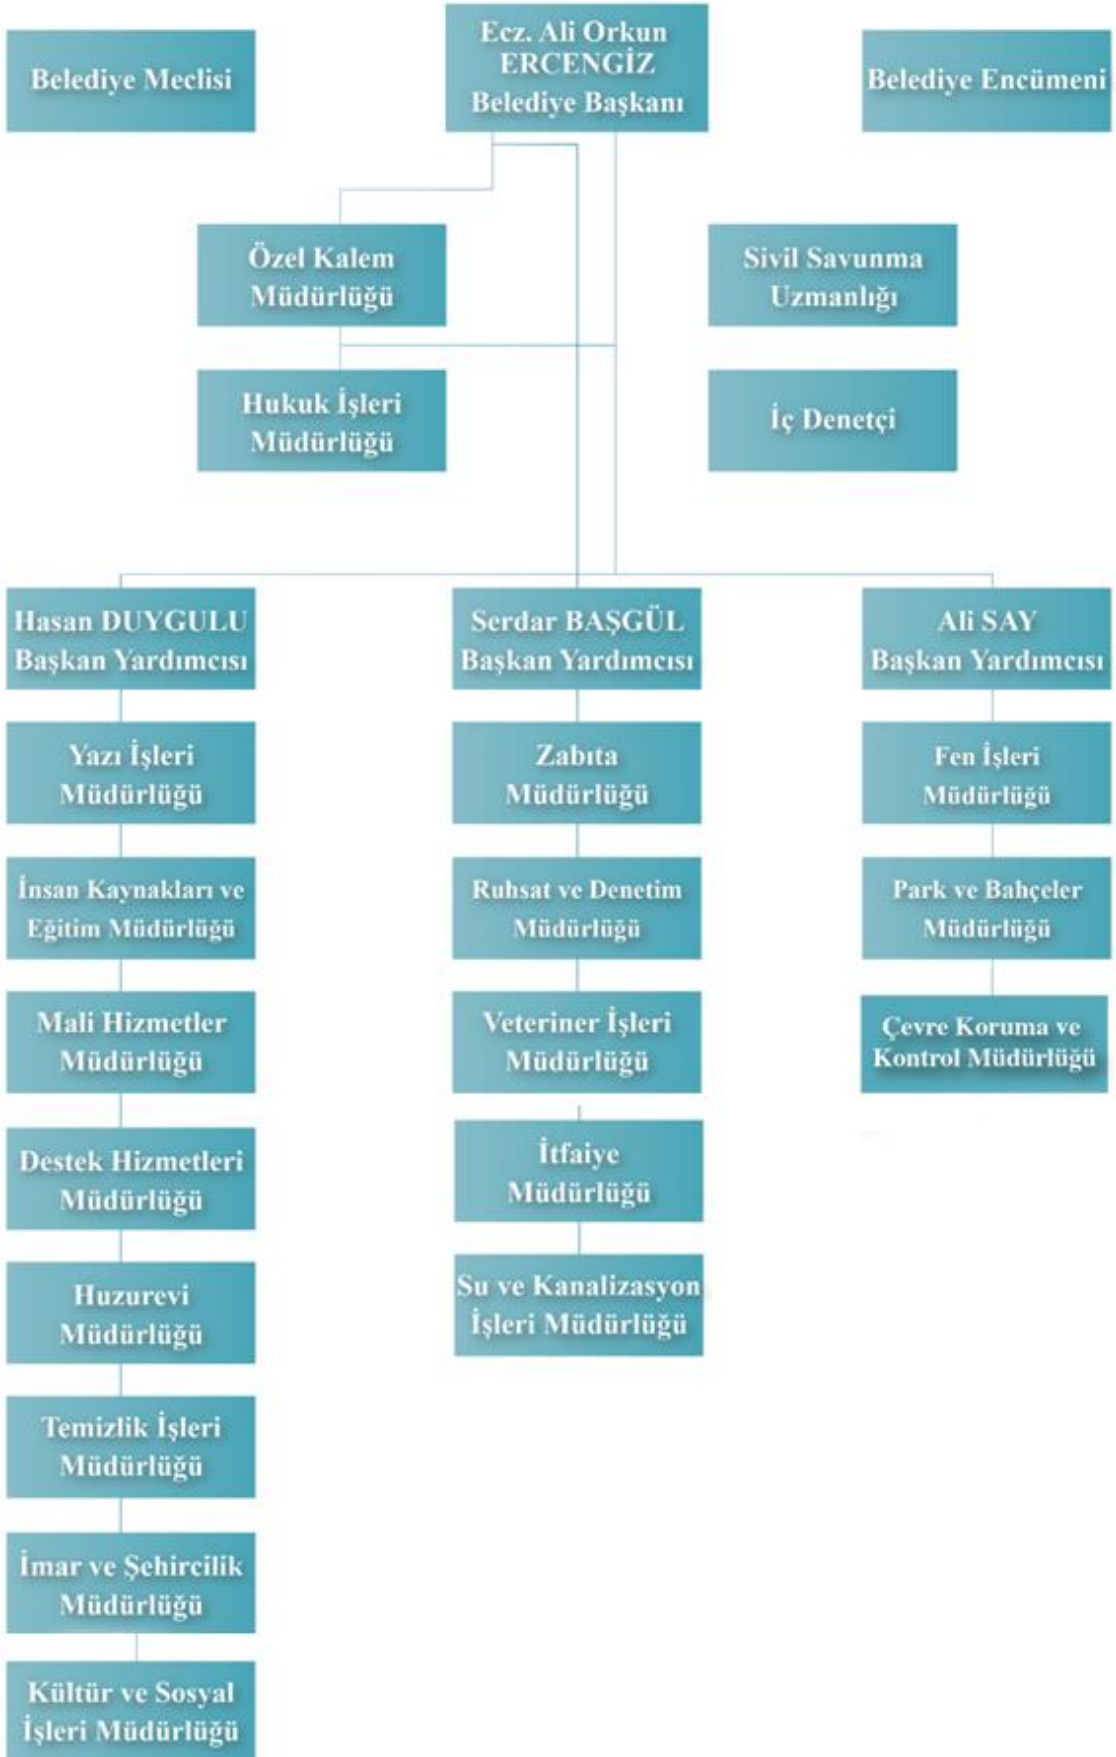 Belediye Meclisi
Ecz. Ali Orkun
ERCENGİZ
Belediye Başkanı
Belediye Encümeni
Özel Kalem
Müdürlüğü
Sivil Savunma
Uzmanlığı
Hukuk İşleri
Müdürlüğü
İç Denetçi
Hasan DUYGULU
Başkan Yardımcısı
Yazı İşleri
Müdürlüğü
İnsan Kaynakları ve
Eğitim Müdürlüğü
Mali Hizmetler
Müdürlüğü
Destek Hizmetleri
Müdürlüğü
Huzurevi
Müdürlüğü
Temizlik İşleri
Müdürlüğü
İmar ve Şehircilik
Müdürlüğü
Kültür ve Sosyal
İşleri Müdürlüğü
Serdar BAŞGÜL
Başkan Yardımcısı
Zabıta
Müdürlüğü
Ruhsat ve Denetim
Müdürlüğü
Veteriner İşleri
Müdürlüğü
İtfaiye
Müdürlüğü
Su ve Kanalizasyon
İşleri Müdürlüğü
Ali SAY
Başkan Yardımcısı
Fen İşleri
Müdürlüğü
Park ve Bahçeler
Müdürlüğü
Çevre Koruma ve
Kontrol Müdürlüğü